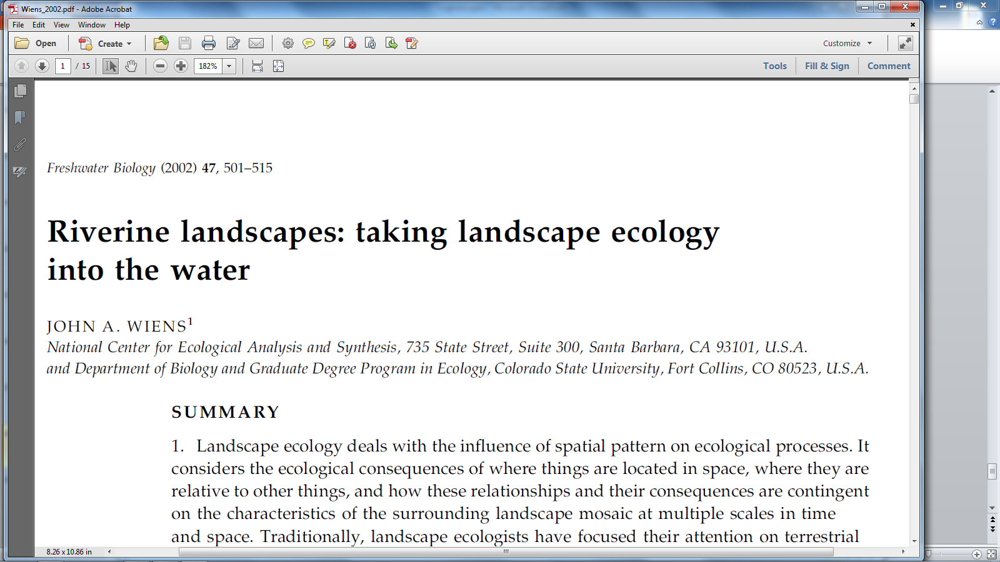 Wiens_2002.pdf - Adobe Acrobat
File Edit View Window Help
Open Create Customize
1 / 15 182% Tools Fill & Sign Comment
Freshwater Biology (2002) 47, 501–515
Riverine landscapes: taking landscape ecology
into the water
JOHN A. WIENS1
National Center for Ecological Analysis and Synthesis, 735 State Street, Suite 300, Santa Barbara, CA 93101, U.S.A.
and Department of Biology and Graduate Degree Program in Ecology, Colorado State University, Fort Collins, CO 80523, U.S.A.
SUMMARY
1. Landscape ecology deals with the influence of spatial pattern on ecological processes. It
considers the ecological consequences of where things are located in space, where they are
relative to other things, and how these relationships and their consequences are contingent
on the characteristics of the surrounding landscape mosaic at multiple scales in time
and space. Traditionally, landscape ecologists have focused their attention on terrestrial
8.26 x 10.86 in